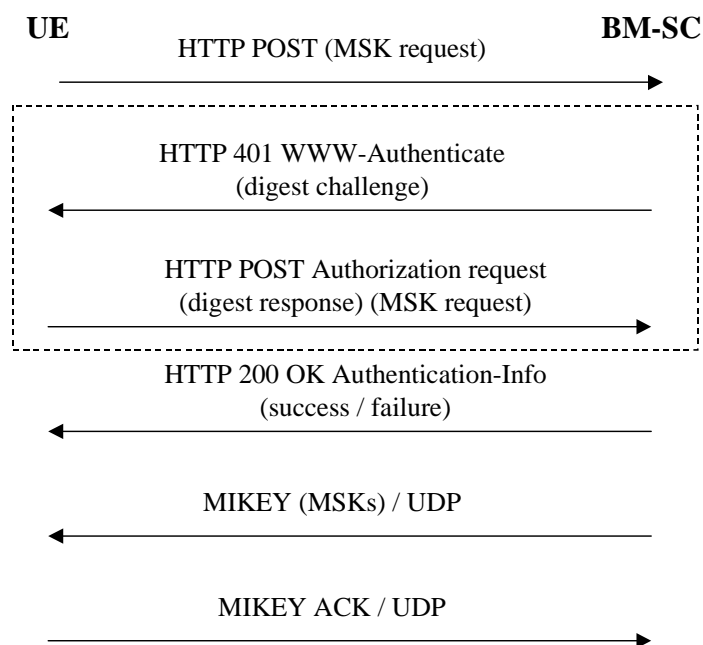 UE
BM-SC
HTTP POST (MSK request)
HTTP 401 WWW-Authenticate
(digest challenge)
HTTP POST Authorization request
(digest response) (MSK request)
HTTP 200 OK Authentication-Info
(success / failure)
MIKEY (MSKs) / UDP
MIKEY ACK / UDP